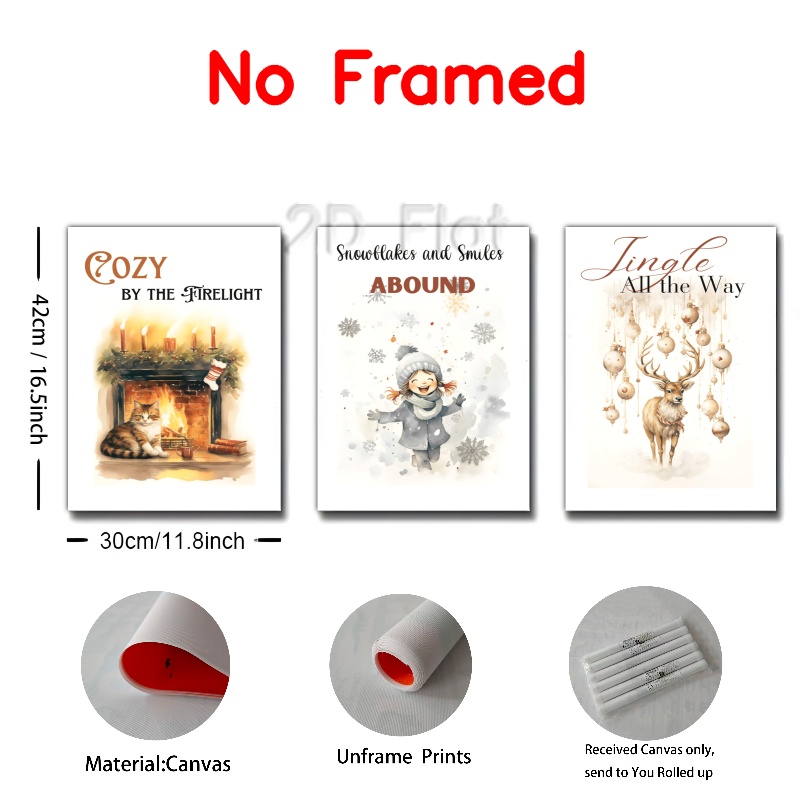 No Framed
2D Flat
COZY
BY THE FIRELIGHT
Snowflakes and Smiles
ABOUND
Jingle
All the Way
42cm / 16.5inch
30cm/11.8inch
Material:Canvas
Unframe Prints
Received Canvas only,
send to You Rolled up